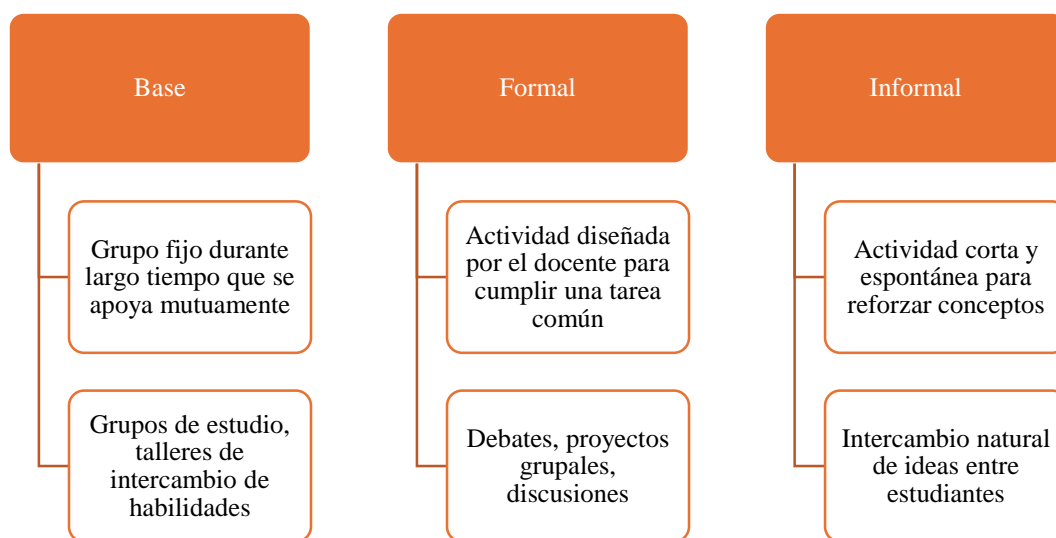 Base
Grupo fijo durante
largo tiempo que se
apoya mutuamente
Grupos de estudio,
talleres de
intercambio de
habilidades
Formal
Actividad diseñada
por el docente para
cumplir una tarea
común
Debates, proyectos
grupales,
discusiones
Informal
Actividad corta y
espontánea para
reforzar conceptos
Intercambio natural
de ideas entre
estudiantes